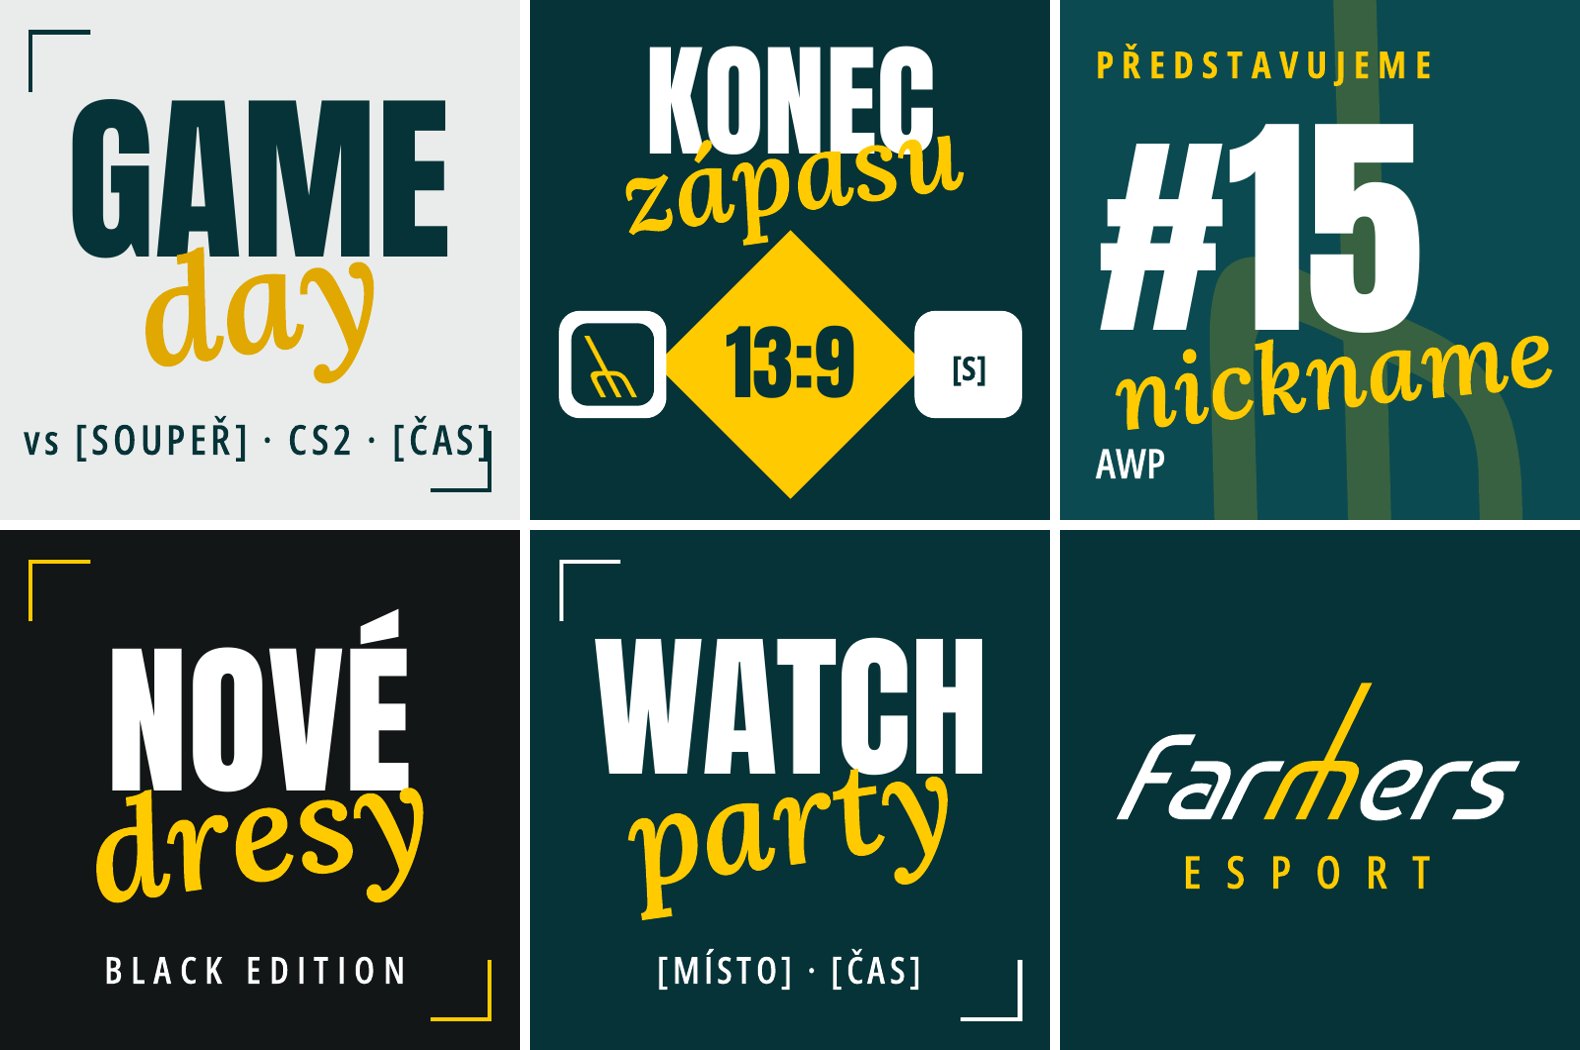 GAME
day
vs [SOUPEŘ] · CS2 · [ČAS]
KONEC
zápasu
13:9
[S]
PŘEDSTAVUJEME
#15
nickname
AWP
NOVÉ
dresy
BLACK EDITION
WATCH
party
[MÍSTO] · [ČAS]
Farmers
ESPORT